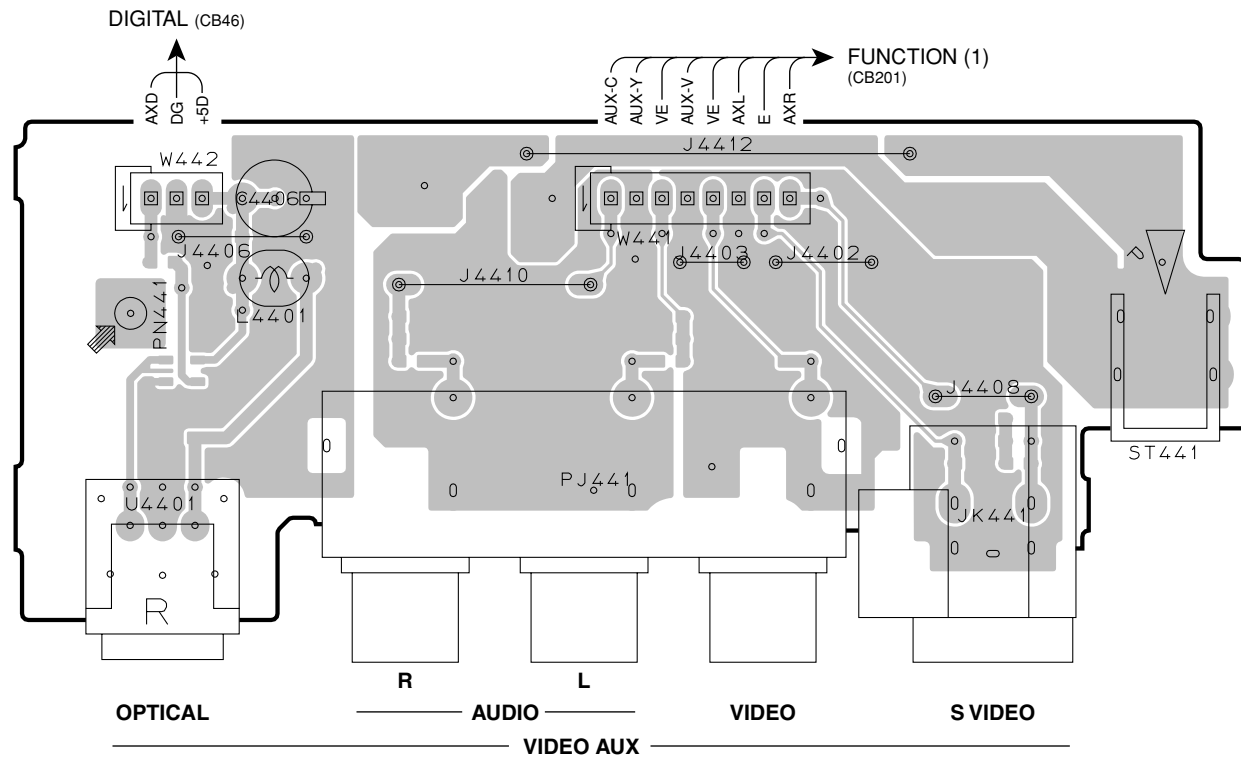 DIGITAL (CB46)
FUNCTION (1)
(CB201)
AXD
DG
+5D
AUX-C
AUX-Y
VE
AUX-V
VE
AXL
E
AXR
W442
J4412
4406
W441
J4406
J4403
J4402
P
J4410
L4401
PN441
J4408
ST441
PJ441
U4401
JK441
R
R
L
OPTICAL
AUDIO
VIDEO
S VIDEO
VIDEO AUX